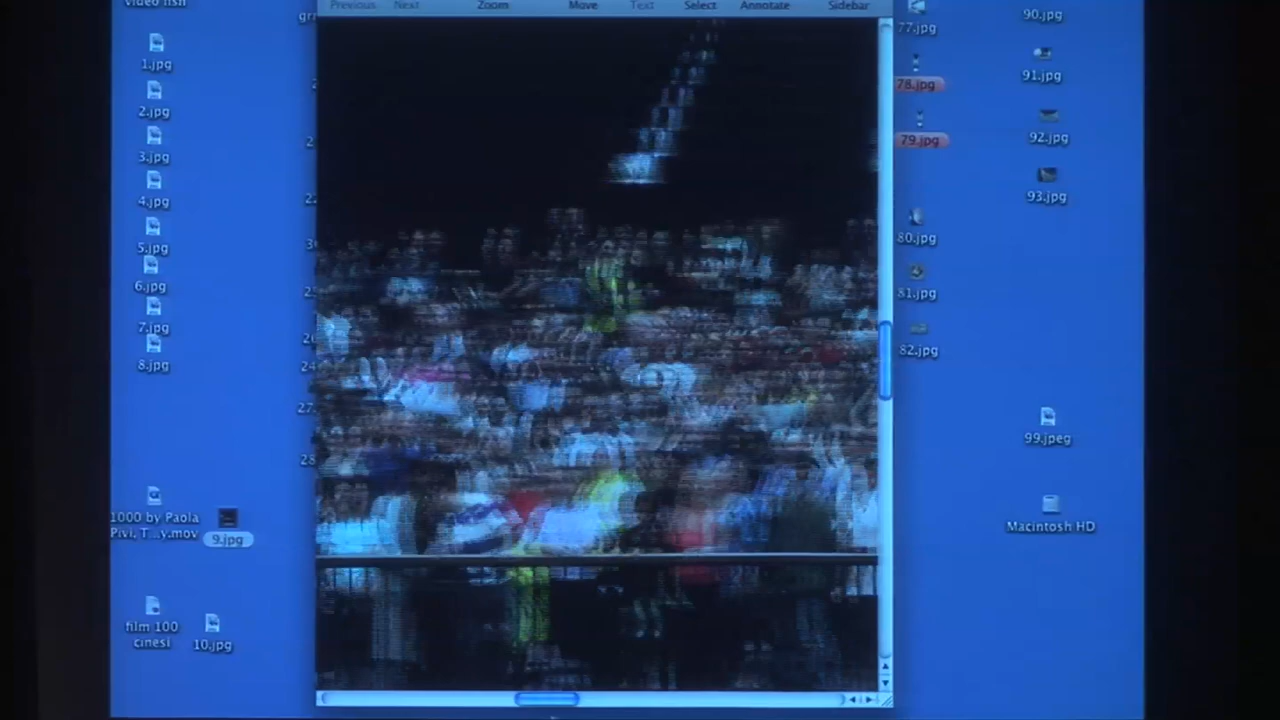 video fish
Previous Next Zoom Move Text Select Annotate Sidebar
1.jpg
2.jpg
3.jpg
4.jpg
5.jpg
6.jpg
7.jpg
8.jpg
1000 by Paola
Pivi, T...y.mov
9.jpg
film 100
cinesi
10.jpg
27.
28
77.jpg
78.jpg
79.jpg
80.jpg
81.jpg
82.jpg
90.jpg
91.jpg
92.jpg
93.jpg
99.jpeg
Macintosh HD